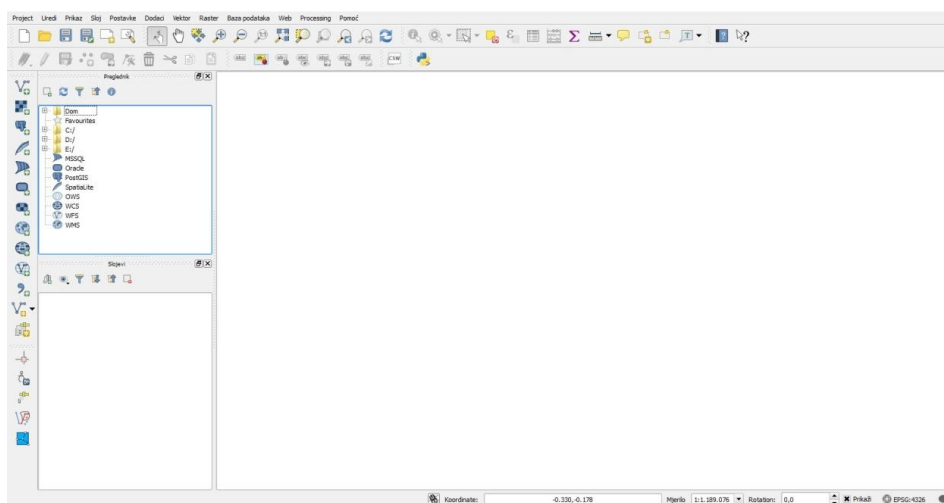 Project Uredi Prikaz Sloj Postavke Dodaci Vektor Raster Baza podataka Web Processing Pomoć
CSW
Preglednik
Dom
Favourites
C:/
D:/
E:/
MSSQL
Oracle
PostGIS
SpatiaLite
OWS
WCS
WFS
WMS
Slojevi
Koordinate: -0.330,-0.178 Mjerilo 1:1.189.076 Rotation: 0,0 Prikaži EPSG:4326